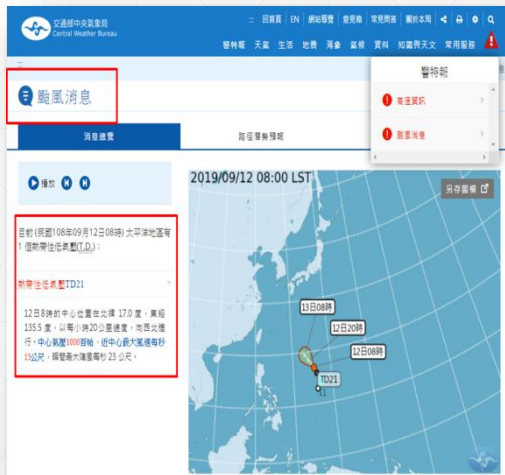 交通部中央氣象局
Central Weather Bureau
回首頁 | EN | 網站導覽 | 意見箱 | 常見問答 | 關於本局
警特報 天氣 生活 地震 海象 氣候 資料 知識與天文 常用服務
警特報
高溫資訊
颱風消息
颱風消息
消息總覽
路徑潛勢預報
播放
2019/09/12 08:00 LST
另存圖檔
目前 (民國108年09月12日08時) 太平洋地區有
1 個熱帶性低氣壓(T.D.)：
熱帶性低氣壓TD21
12日8時的中心位置在北緯 17.0 度，東經
135.5 度，以每小時20公里速度，向西北進
行。中心氣壓1000百帕，近中心最大風速每秒
15公尺，瞬間最大陣風每秒 23 公尺。
13日08時
12日20時
12日08時
TD21
11